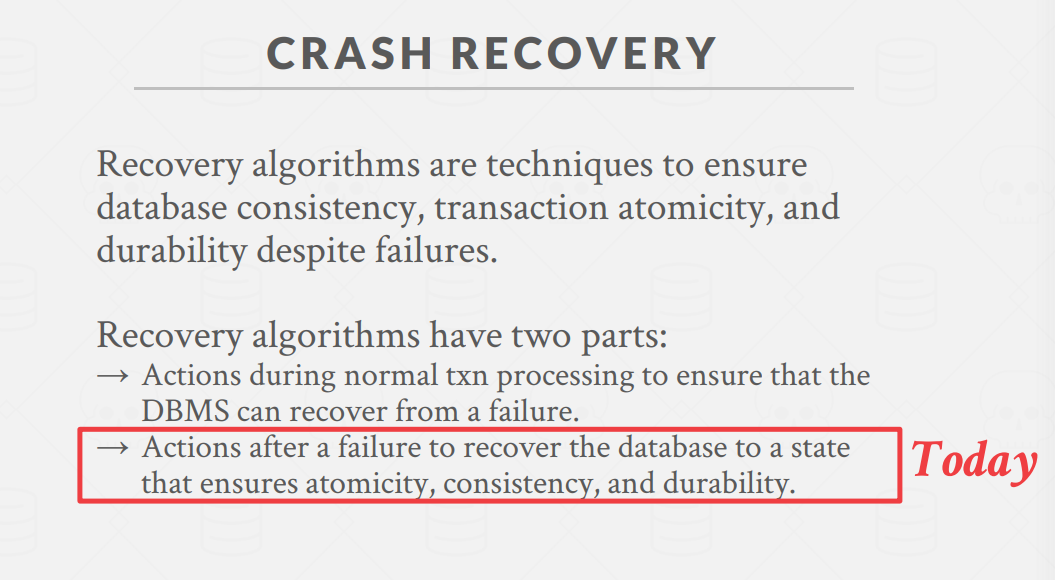 CRASH RECOVERY
Recovery algorithms are techniques to ensure
database consistency, transaction atomicity, and
durability despite failures.
Recovery algorithms have two parts:
→ Actions during normal txn processing to ensure that the
DBMS can recover from a failure.
→ Actions after a failure to recover the database to a state
that ensures atomicity, consistency, and durability.
Today